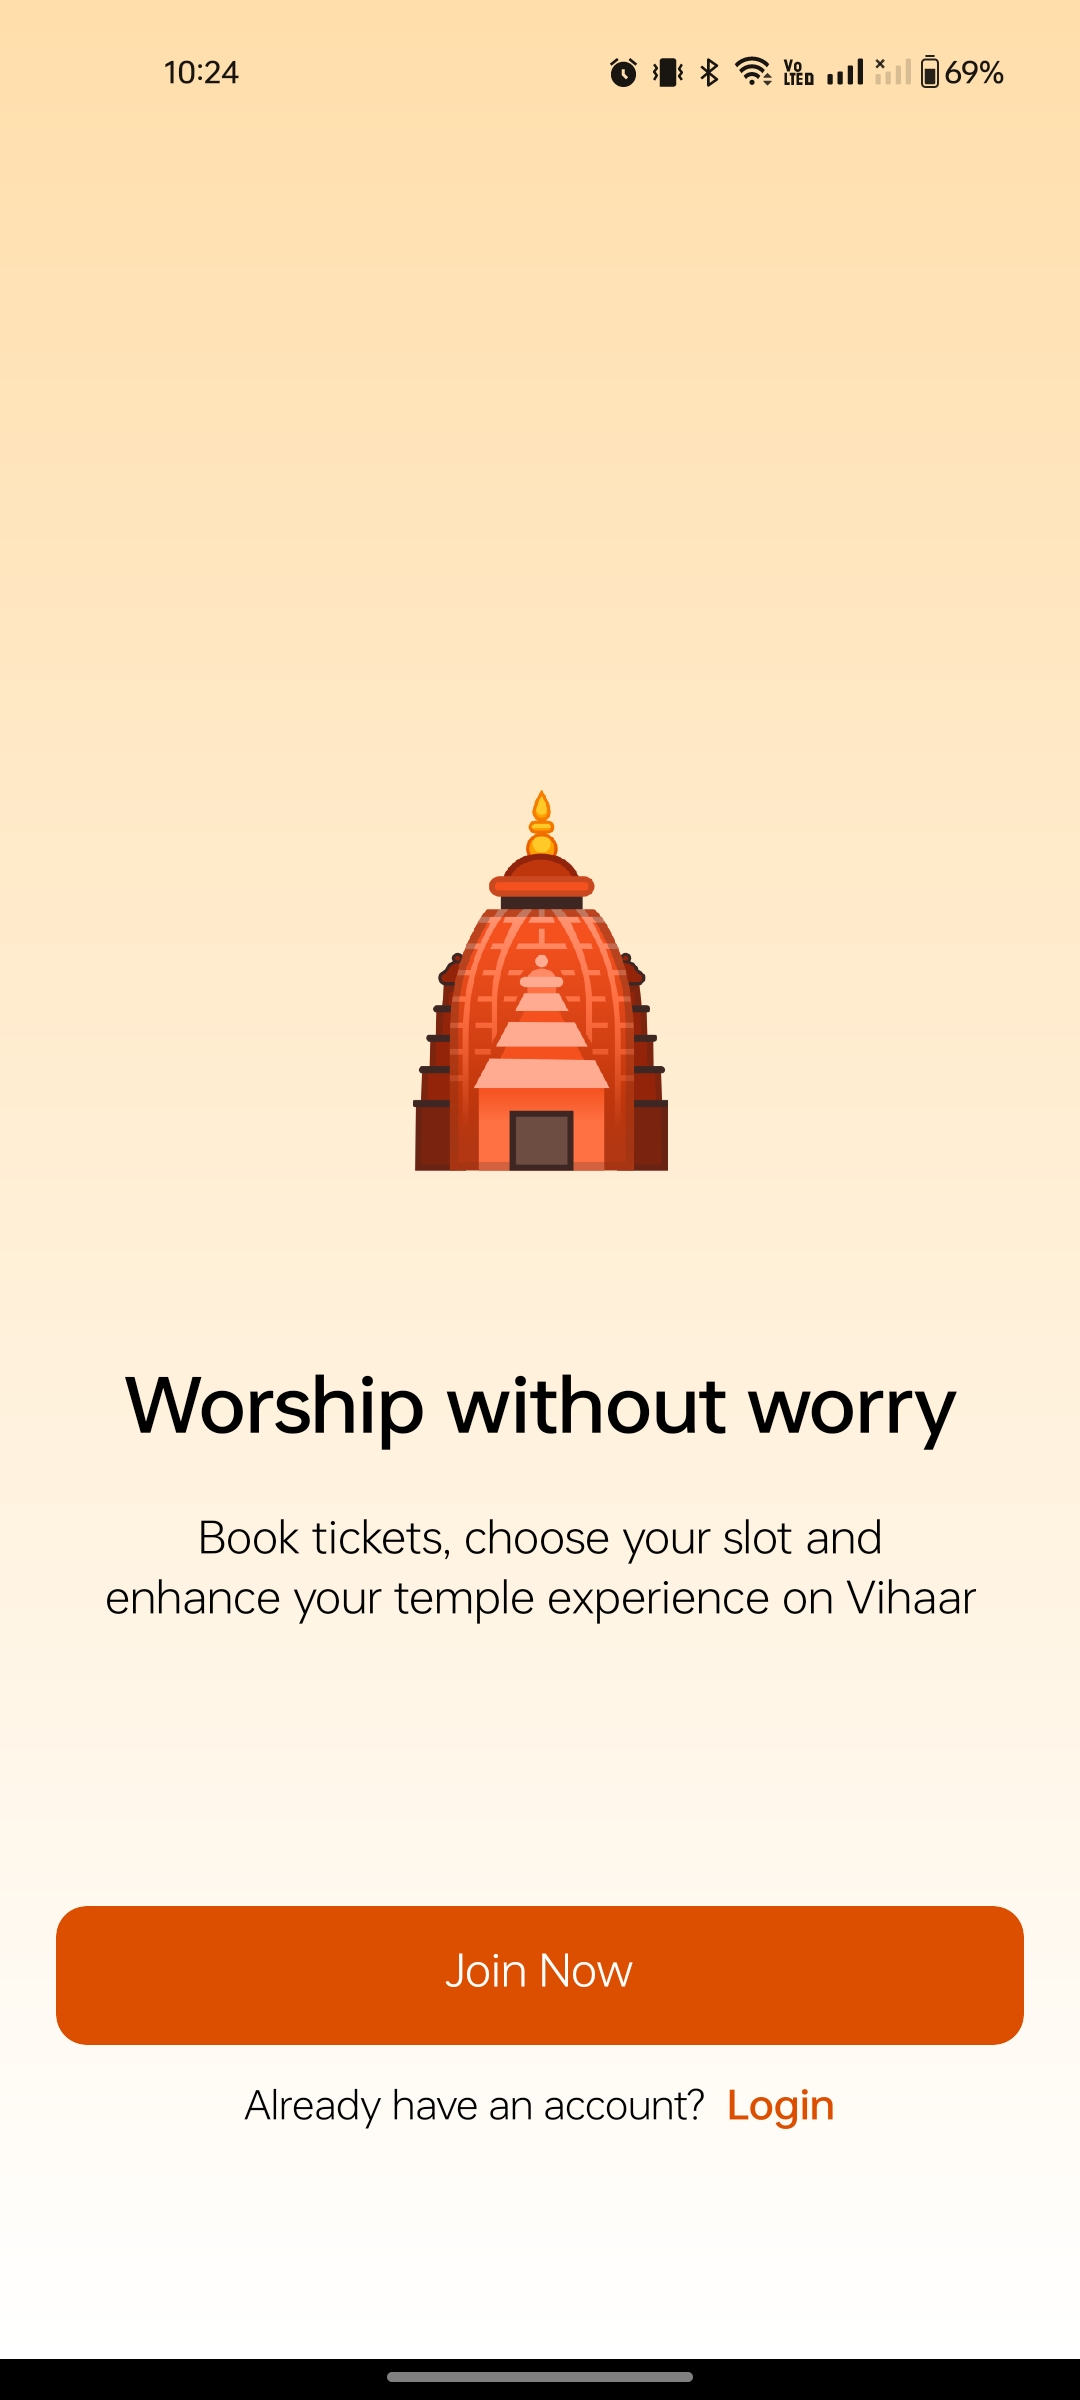 10:24
Vo LTED 69%
Worship without worry
Book tickets, choose your slot and
enhance your temple experience on Vihaar
Join Now
Already have an account? Login